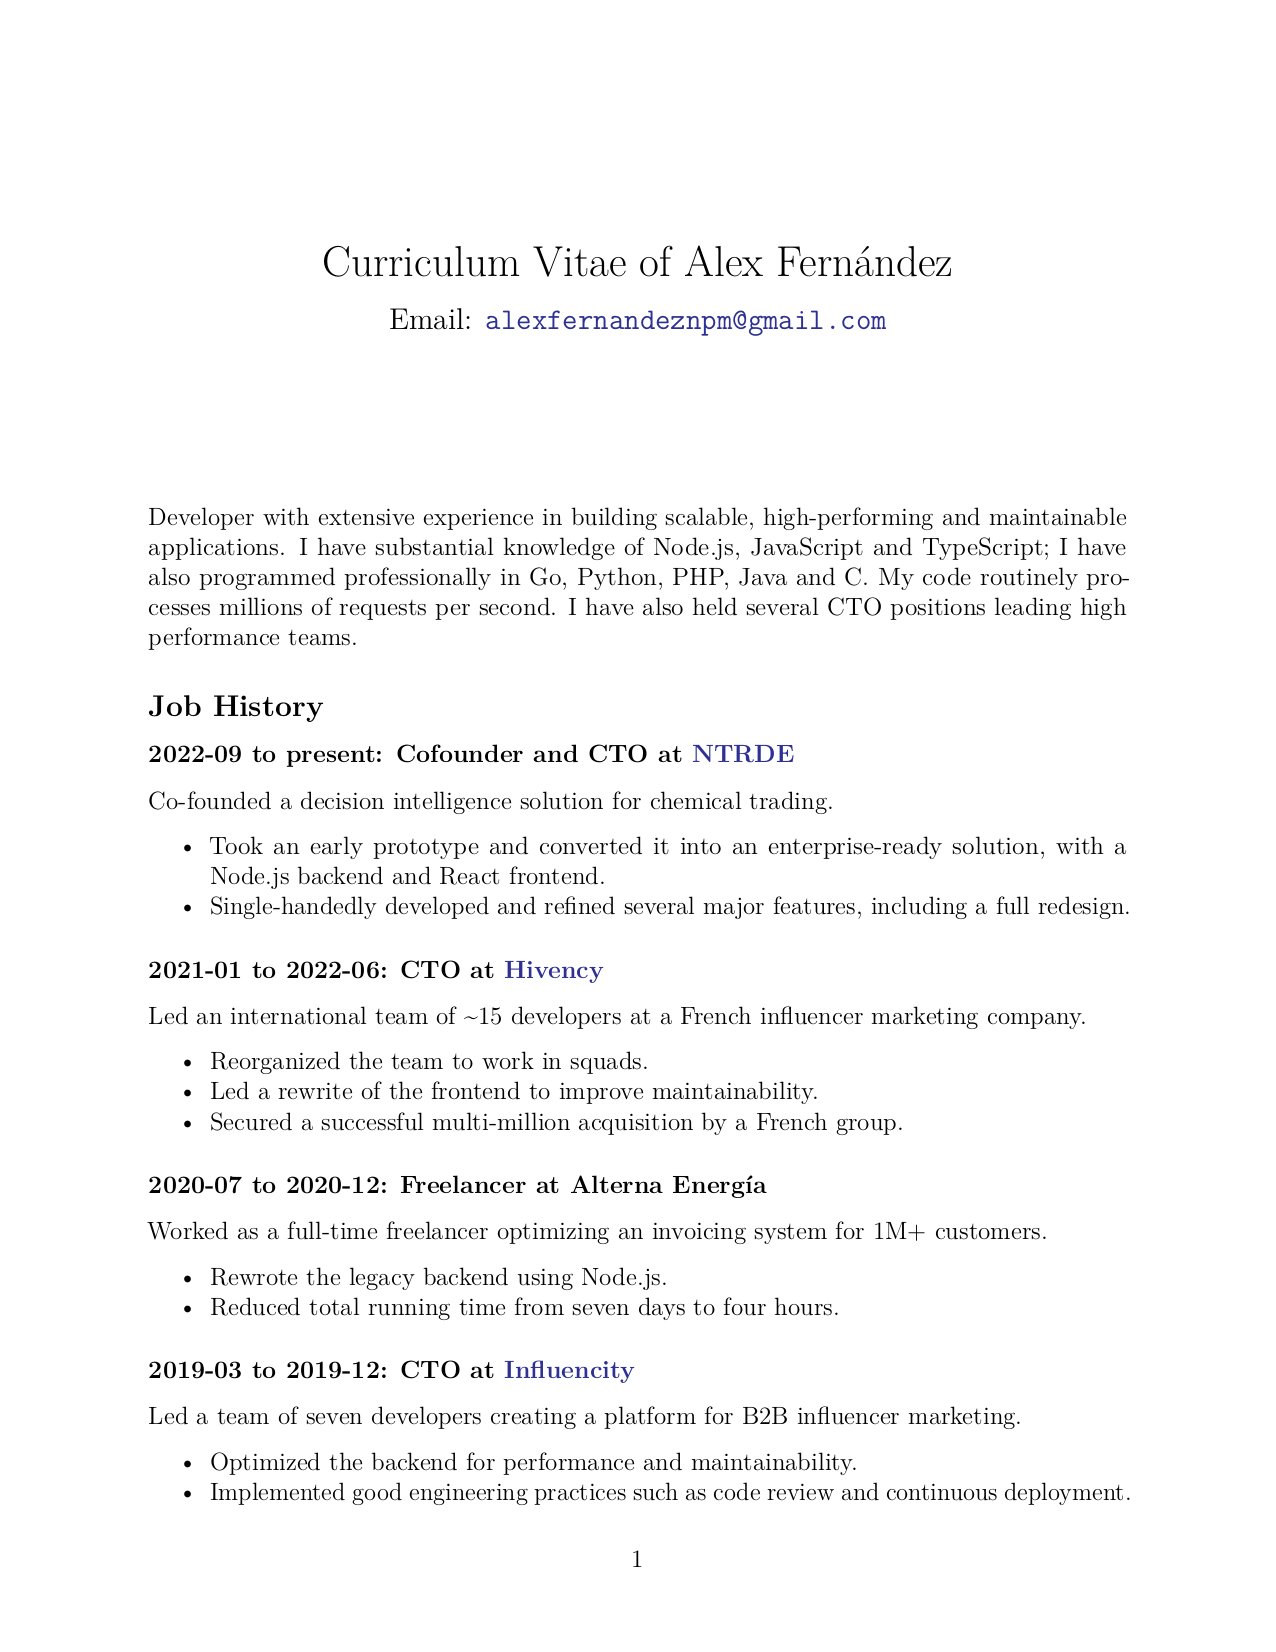 Curriculum Vitae of Alex Fernández
Email: alexfernandeznpm@gmail.com
Developer with extensive experience in building scalable, high-performing and maintainable
applications. I have substantial knowledge of Node.js, JavaScript and TypeScript; I have
also programmed professionally in Go, Python, PHP, Java and C. My code routinely pro-
cesses millions of requests per second. I have also held several CTO positions leading high
performance teams.
Job History
2022-09 to present: Cofounder and CTO at NTRDE
Co-founded a decision intelligence solution for chemical trading.
• Took an early prototype and converted it into an enterprise-ready solution, with a
Node.js backend and React frontend.
• Single-handedly developed and refined several major features, including a full redesign.
2021-01 to 2022-06: CTO at Hivency
Led an international team of ~15 developers at a French influencer marketing company.
• Reorganized the team to work in squads.
• Led a rewrite of the frontend to improve maintainability.
• Secured a successful multi-million acquisition by a French group.
2020-07 to 2020-12: Freelancer at Alterna Energía
Worked as a full-time freelancer optimizing an invoicing system for 1M+ customers.
• Rewrote the legacy backend using Node.js.
• Reduced total running time from seven days to four hours.
2019-03 to 2019-12: CTO at Influencity
Led a team of seven developers creating a platform for B2B influencer marketing.
• Optimized the backend for performance and maintainability.
• Implemented good engineering practices such as code review and continuous deployment.
1